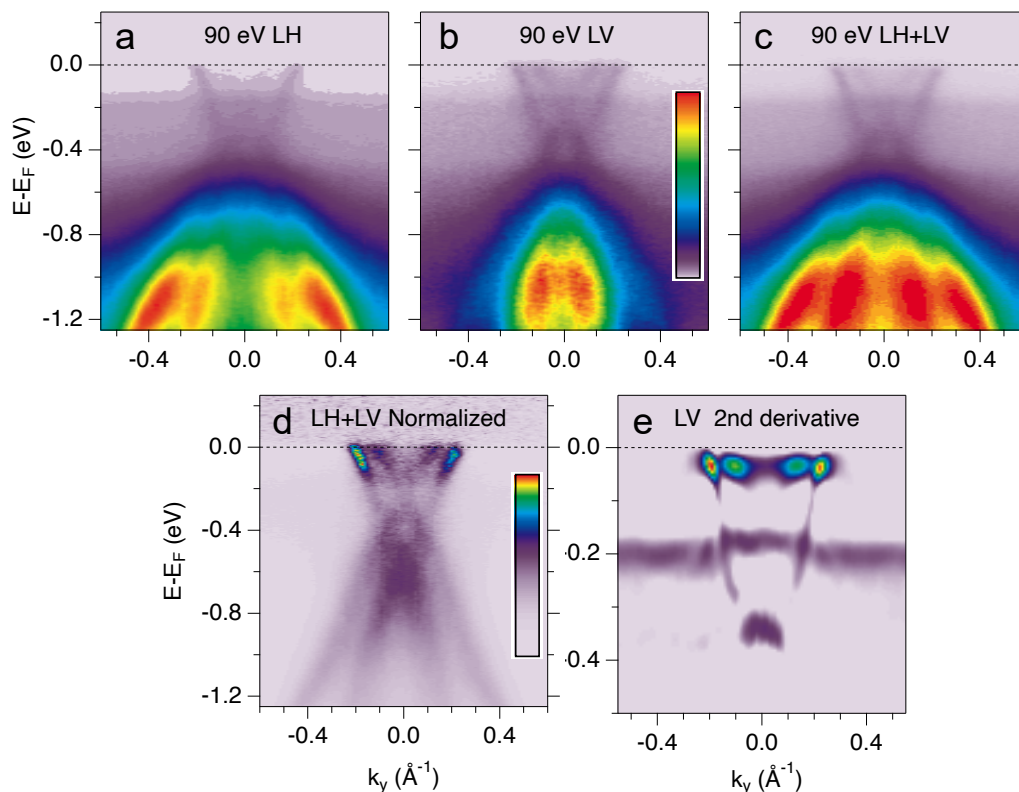 a 90 eV LH
b 90 eV LV
c 90 eV LH+LV
E-E_F (eV)
0.0
-0.4
-0.8
-1.2
-0.4 0.0 0.4
-0.4 0.0 0.4
-0.4 0.0 0.4
d LH+LV Normalized
E-E_F (eV)
0.0
-0.4
-0.8
-1.2
-0.4 0.0 0.4
k_y (Å⁻¹)
e LV 2nd derivative
0.0
-0.2
-0.4
-0.4 0.0 0.4
k_y (Å⁻¹)